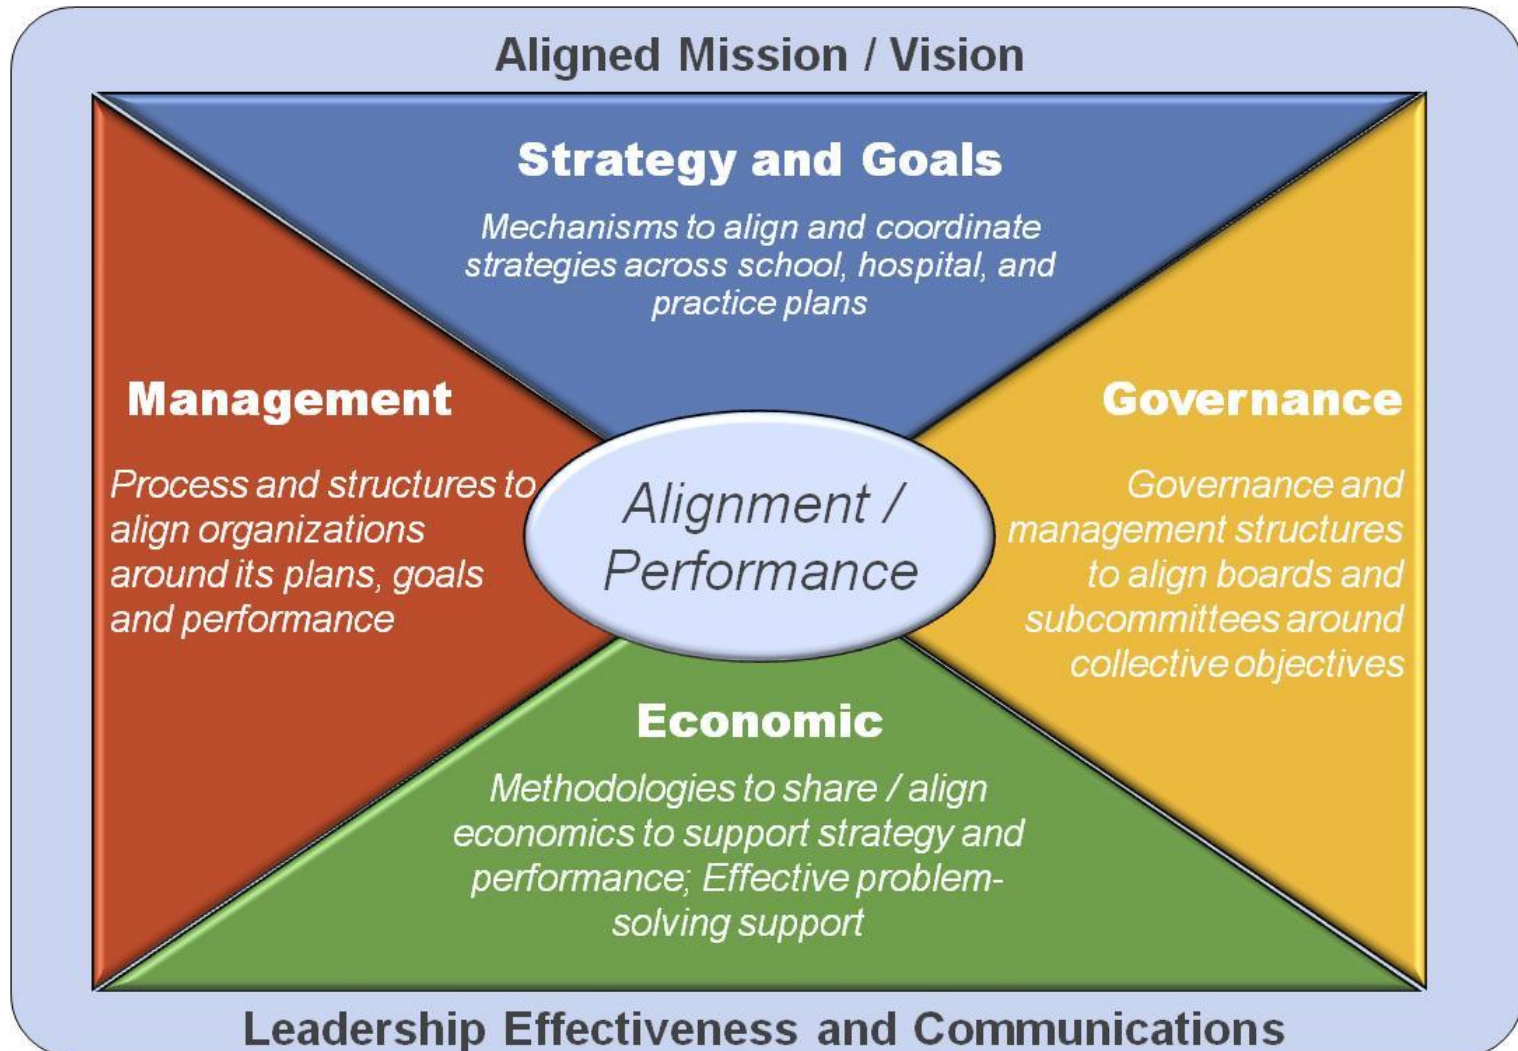 Aligned Mission / Vision
Strategy and Goals
Mechanisms to align and coordinate
strategies across school, hospital, and
practice plans
Management
Process and structures to
align organizations
around its plans, goals
and performance
Alignment /
Performance
Governance
Governance and
management structures
to align boards and
subcommittees around
collective objectives
Economic
Methodologies to share / align
economics to support strategy and
performance; Effective problem-
solving support
Leadership Effectiveness and Communications